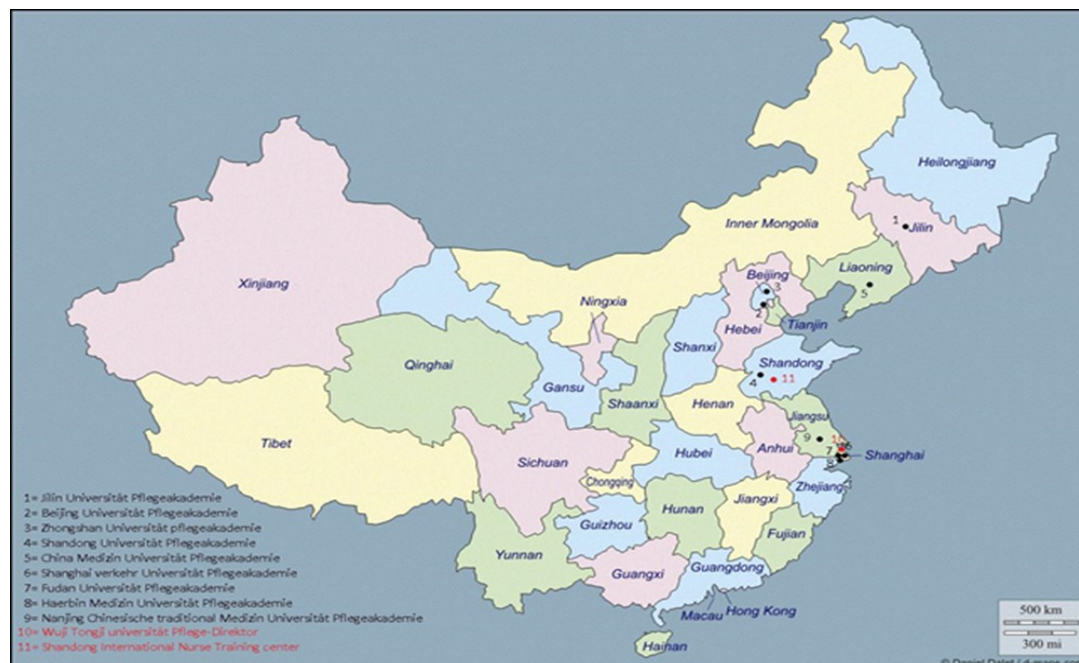 Heilongjiang
Inner Mongolia
1
Jilin
Liaoning
5
Xinjiang
Beijing
3
2
Ningxia
Hebei
Tianjin
Shanxi
Qinghai
Shandong
Gansu
4
11
Shaanxi
Henan
Jiangsu
Tibet
9
7
8
Anhui
Hubei
Shanghai
Sichuan
Chongqing
Zhejiang
Jiangxi
Hunan
Guizhou
Fujian
Yunnan
Guangxi
Guangdong
Macau
Hong Kong
Hainan
1= Jilin Universität Pflegeakademie
2= Beijing Universität Pflegeakademie
3= Zhongshan Universität pflegeakademie
4= Shandong Universität Pflegeakademie
5= China Medizin Universität Pflegeakademie
6= Shanghai verkehr Universität Pflegeakademie
7= Fudan Universität Pflegeakademie
8= Haerbin Medizin Universität Pflegeakademie
9= Nanjing Chinesische traditional Medizin Universität Pflegeakademie
10= Wuji Tongji universität Pflege-Direktor
11= Shandong International Nurse Training center
500 km
300 mi